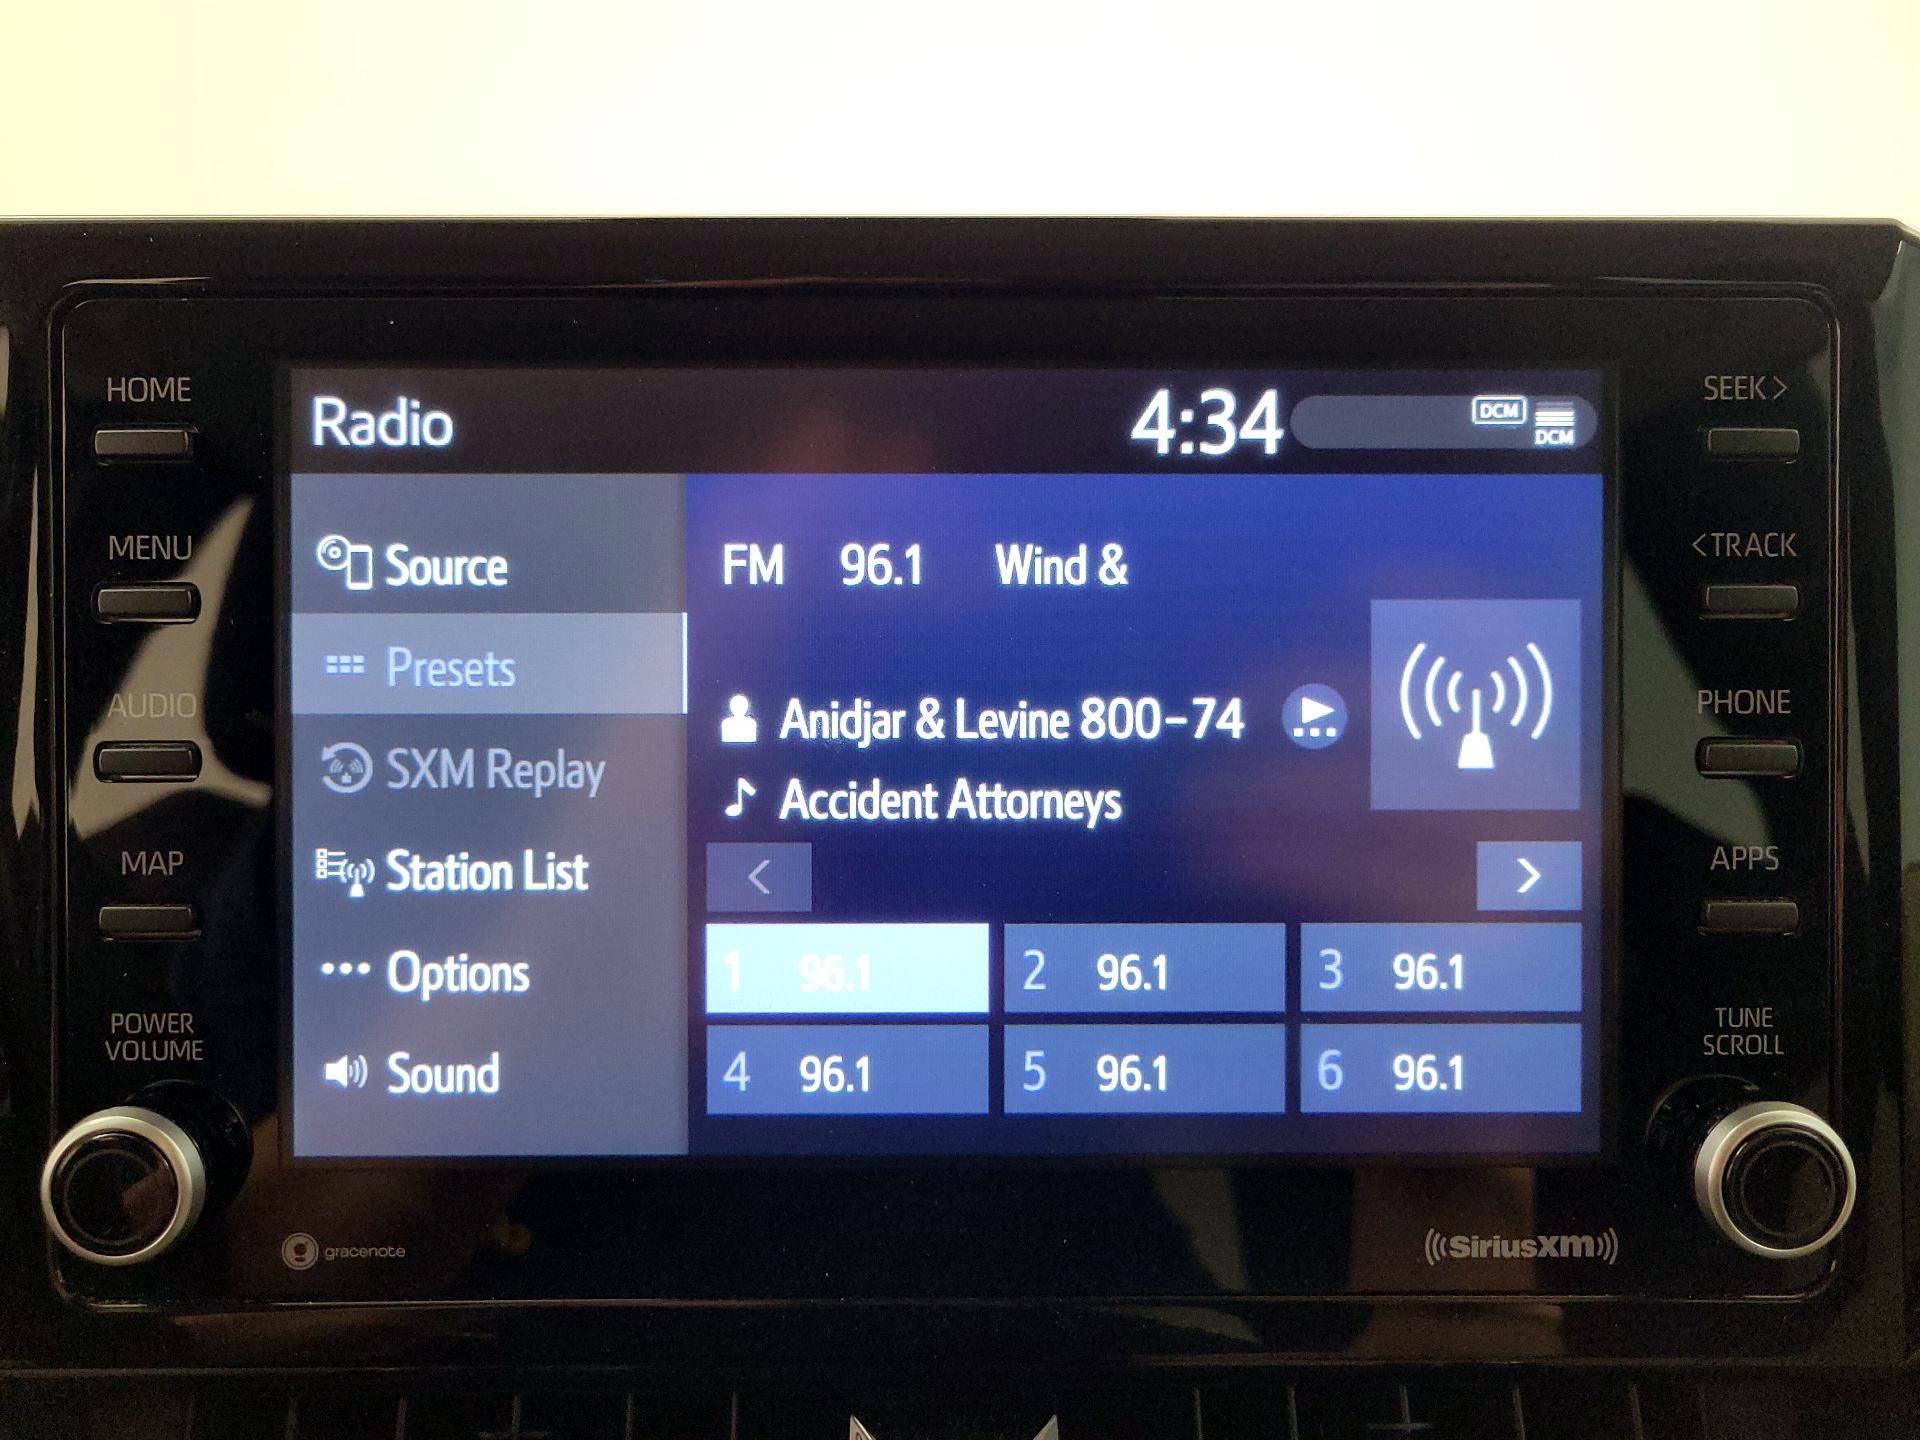 HOME
MENU
AUDIO
MAP
POWER
VOLUME
Radio
4:34
DCM
DCM
Source
Presets
SXM Replay
Station List
Options
Sound
FM 96.1 Wind &
Anidjar & Levine 800-74
Accident Attorneys
< >
1 96.1
2 96.1
3 96.1
4 96.1
5 96.1
6 96.1
SEEK >
< TRACK
PHONE
APPS
TUNE
SCROLL
gracenote
((SiriusXM))